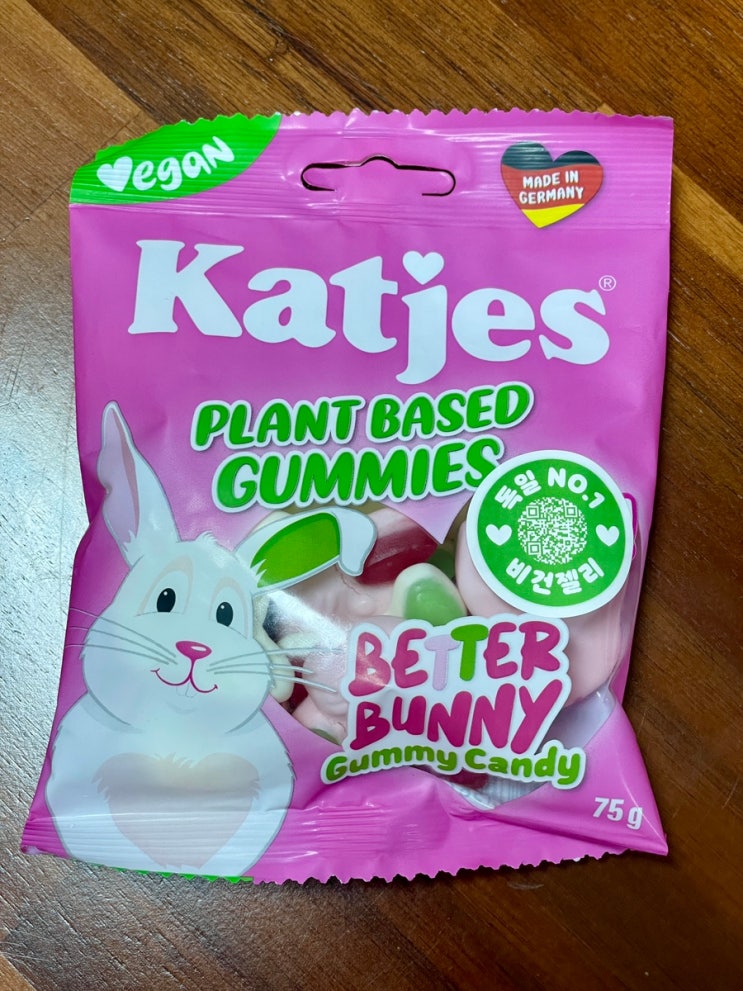 Vegan
MADE IN
GERMANY
Katjes®
PLANT BASED
GUMMIES
독일 NO.1
비건젤리
BETTER
BUNNY
Gummy Candy
75 g